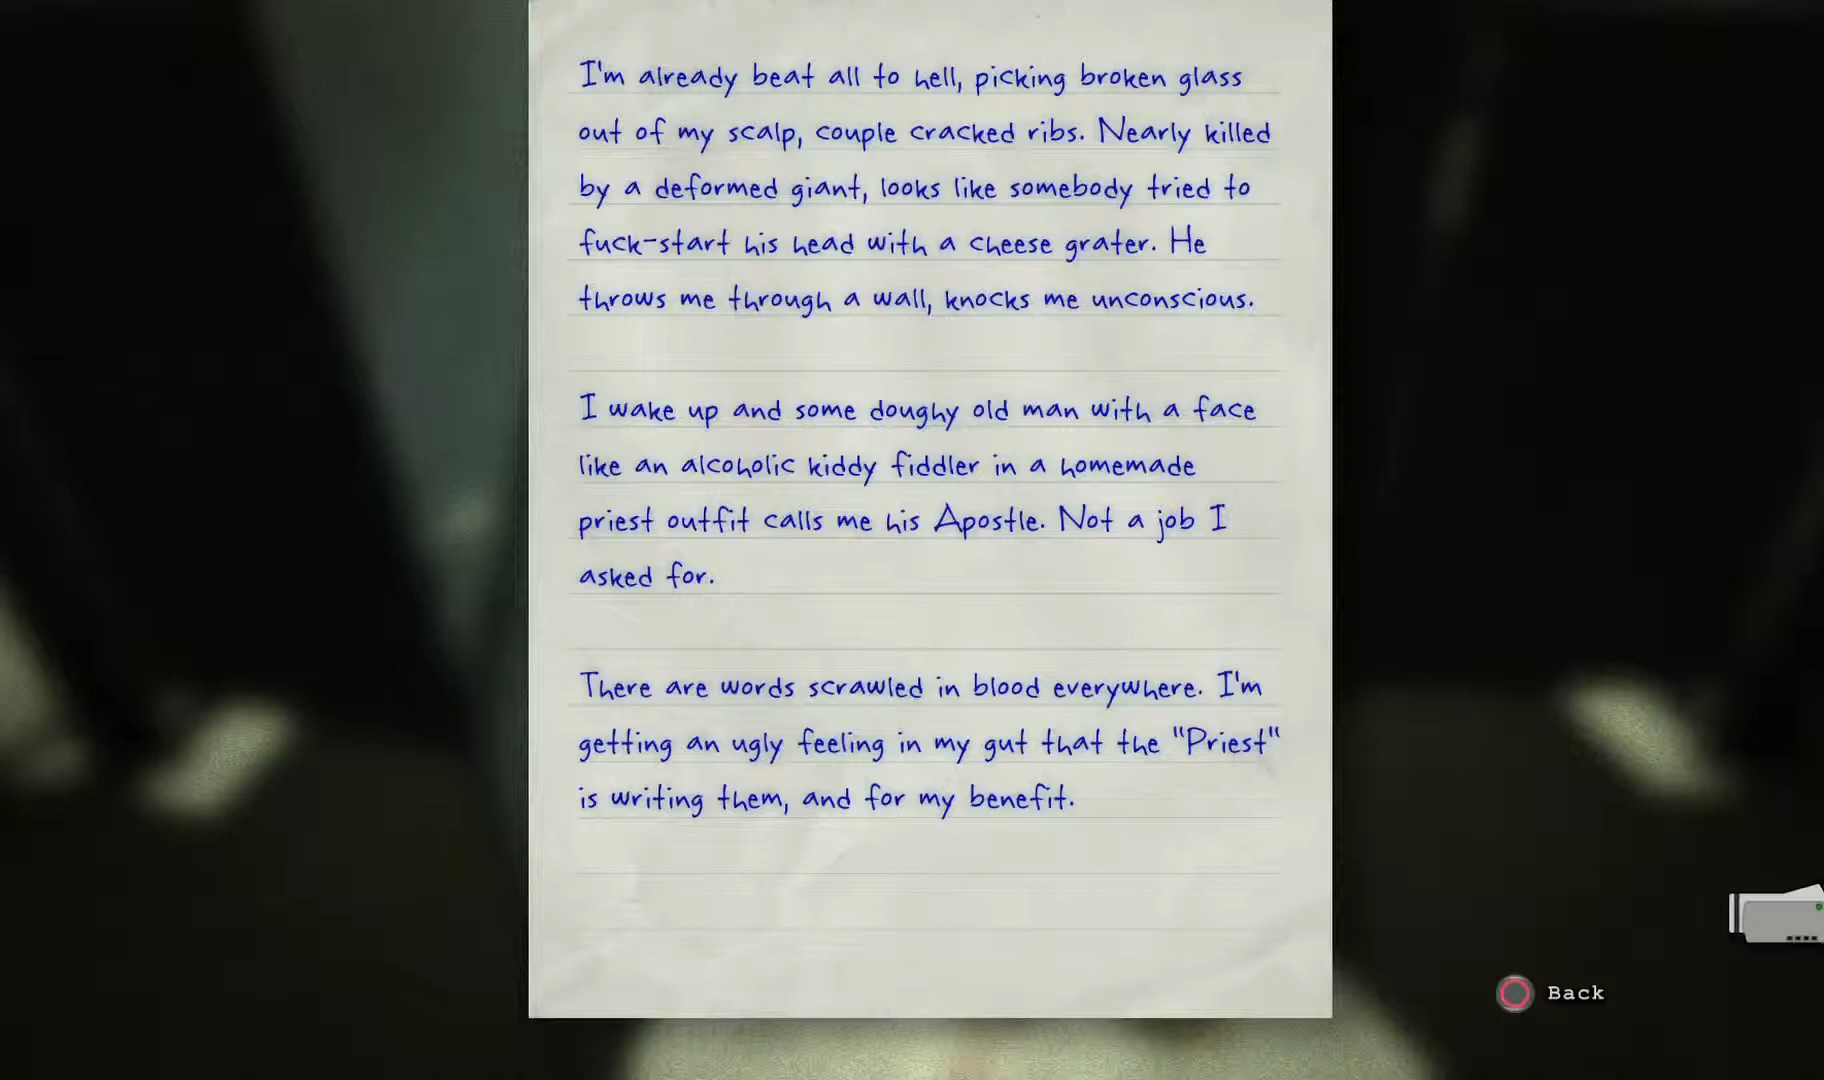 I'm already beat all to hell, picking broken glass
out of my scalp, couple cracked ribs. Nearly killed
by a deformed giant, looks like somebody tried to
fuck-start his head with a cheese grater. He
throws me through a wall, knocks me unconscious.
I wake up and some doughy old man with a face
like an alcoholic kiddy fiddler in a homemade
priest outfit calls me his Apostle. Not a job I
asked for.
There are words scrawled in blood everywhere. I'm
getting an ugly feeling in my gut that the "Priest"
is writing them, and for my benefit.
Back